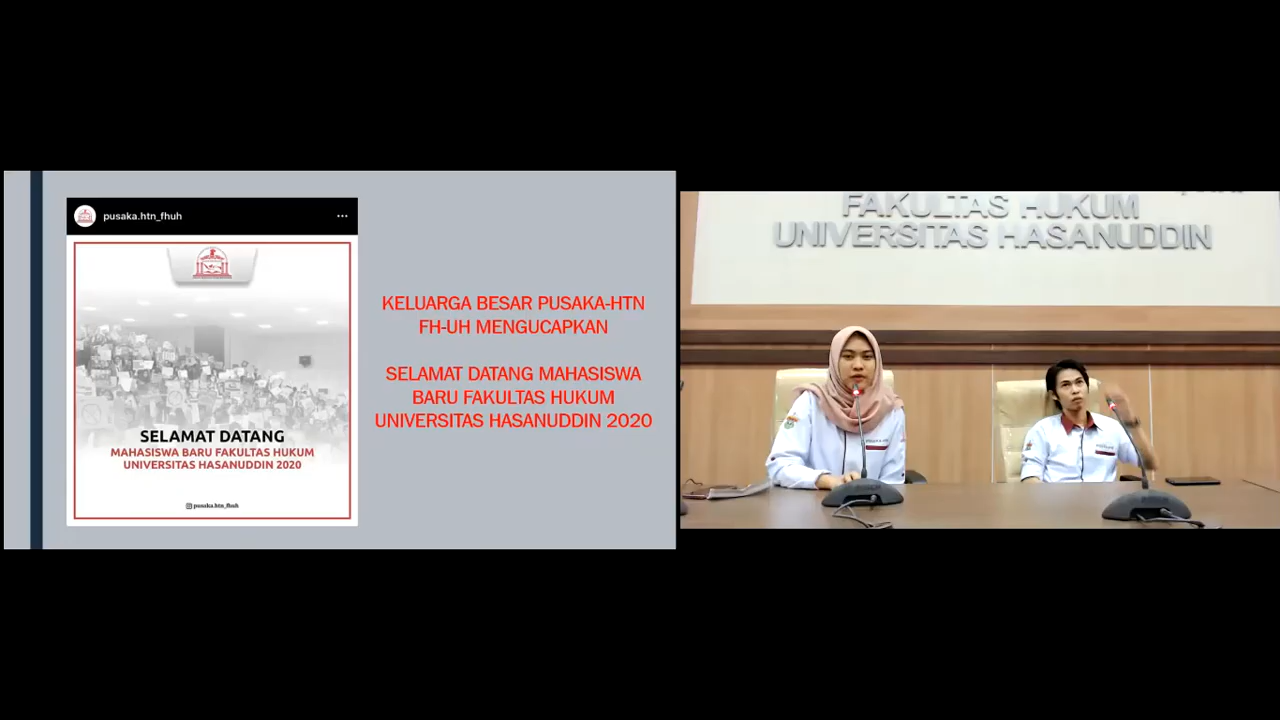 pusaka.htn_fhuh
SELAMAT DATANG
MAHASISWA BARU FAKULTAS HUKUM
UNIVERSITAS HASANUDDIN 2020
pusaka.htn_fhuh
KELUARGA BESAR PUSAKA-HTN
FH-UH MENGUCAPKAN
SELAMAT DATANG MAHASISWA
BARU FAKULTAS HUKUM
UNIVERSITAS HASANUDDIN 2020
FAKULTAS HUKUM
UNIVERSITAS HASANUDDIN